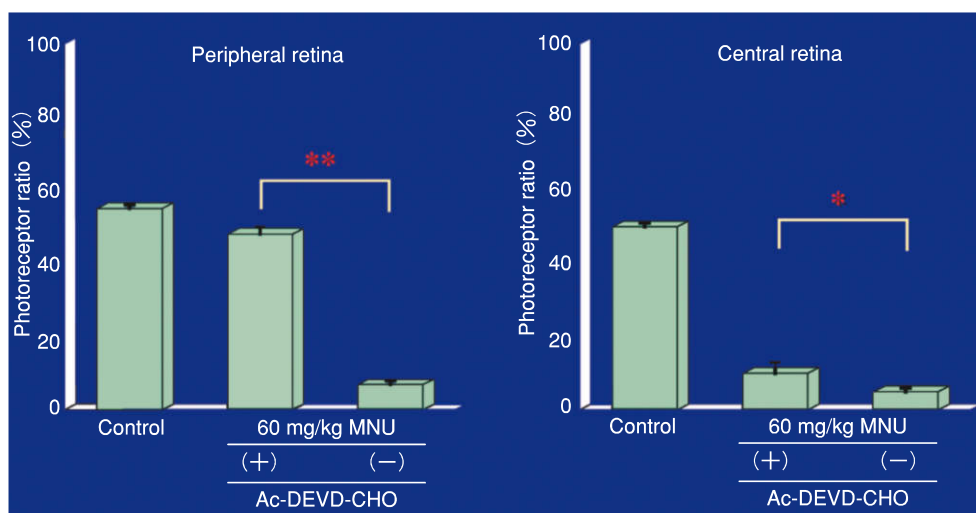 Peripheral retina
Photoreceptor ratio (%)
100
80
60
40
20
0
**
Control
60 mg/kg MNU
(+) (−)
Ac-DEVD-CHO
Central retina
Photoreceptor ratio (%)
100
80
60
40
20
0
*
Control
60 mg/kg MNU
(+) (−)
Ac-DEVD-CHO